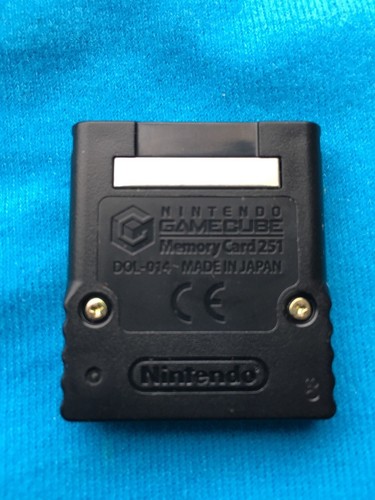 NINTENDO
GAMECUBE
Memory Card 251
DOL-014 MADE IN JAPAN
CE
Nintendo